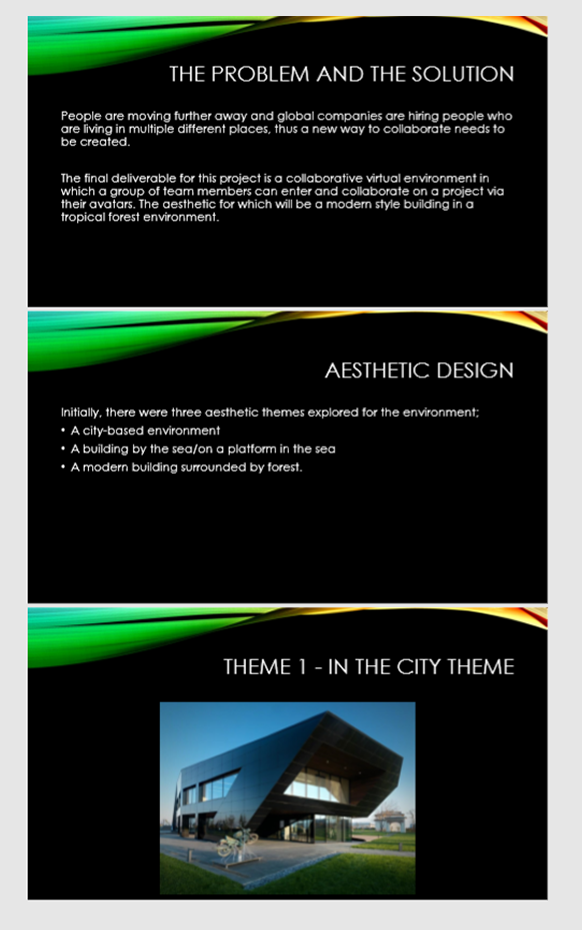 THE PROBLEM AND THE SOLUTION
People are moving further away and global companies are hiring people who
are living in multiple different places, thus a new way to collaborate needs to
be created.
The final deliverable for this project is a collaborative virtual environment in
which a group of team members can enter and collaborate on a project via
their avatars. The aesthetic for which will be a modern style building in a
tropical forest environment.
AESTHETIC DESIGN
Initially, there were three aesthetic themes explored for the environment;
• A city-based environment
• A building by the sea/on a platform in the sea
• A modern building surrounded by forest.
THEME 1 - IN THE CITY THEME